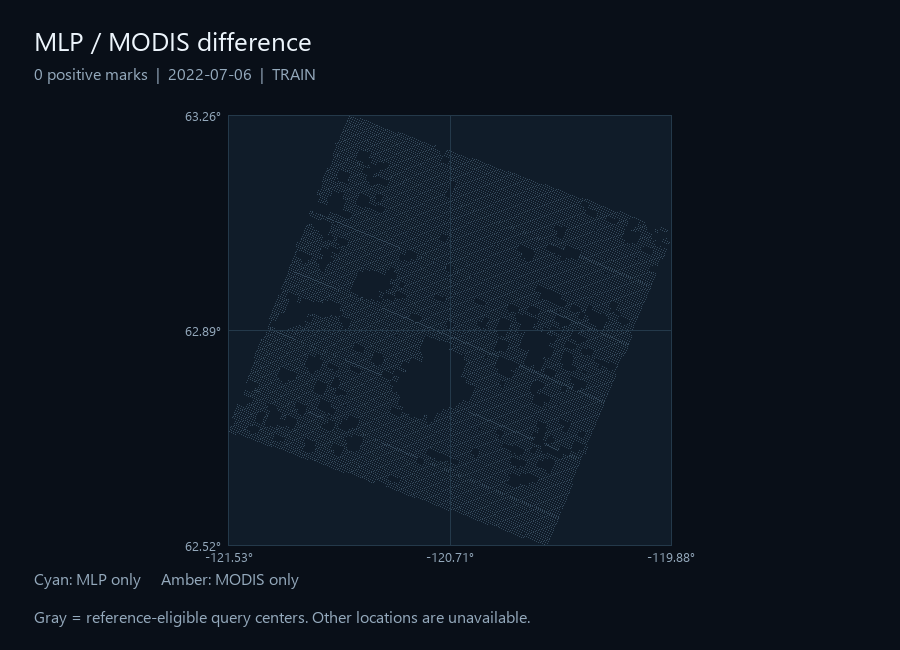 MLP / MODIS difference
0 positive marks | 2022-07-06 | TRAIN
63.26°
62.89°
62.52°
-121.53° -120.71° -119.88°
Cyan: MLP only Amber: MODIS only
Gray = reference-eligible query centers. Other locations are unavailable.